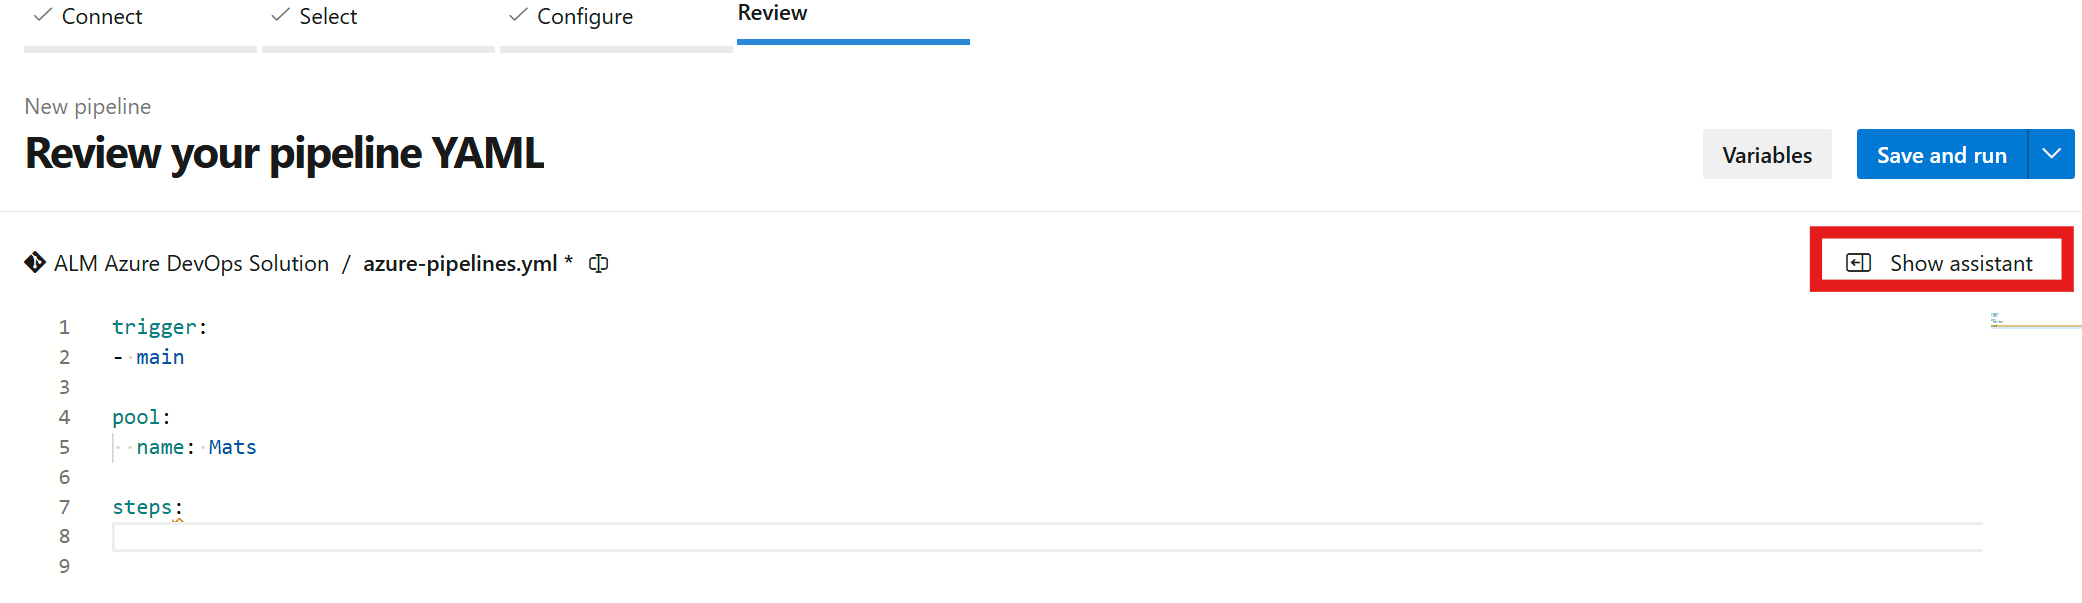 Connect Select Configure Review
New pipeline
Review your pipeline YAML
Variables Save and run
ALM Azure DevOps Solution / azure-pipelines.yml * Show assistant
1 trigger:
2 - main
3
4 pool:
5 name: Mats
6
7 steps:
8
9